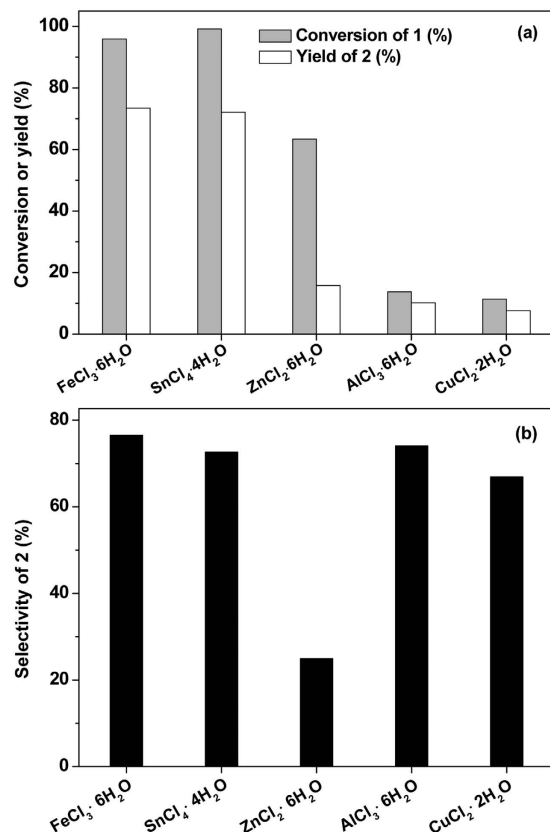 (a)
Conversion of 1 (%)
Yield of 2 (%)
Conversion or yield (%)
100
80
60
40
20
0
FeCl₃·6H₂O
SnCl₄·4H₂O
ZnCl₂·6H₂O
AlCl₃·6H₂O
CuCl₂·2H₂O
(b)
Selectivity of 2 (%)
80
60
40
20
0
FeCl₃· 6H₂O
SnCl₄· 4H₂O
ZnCl₂· 6H₂O
AlCl₃· 6H₂O
CuCl₂· 2H₂O